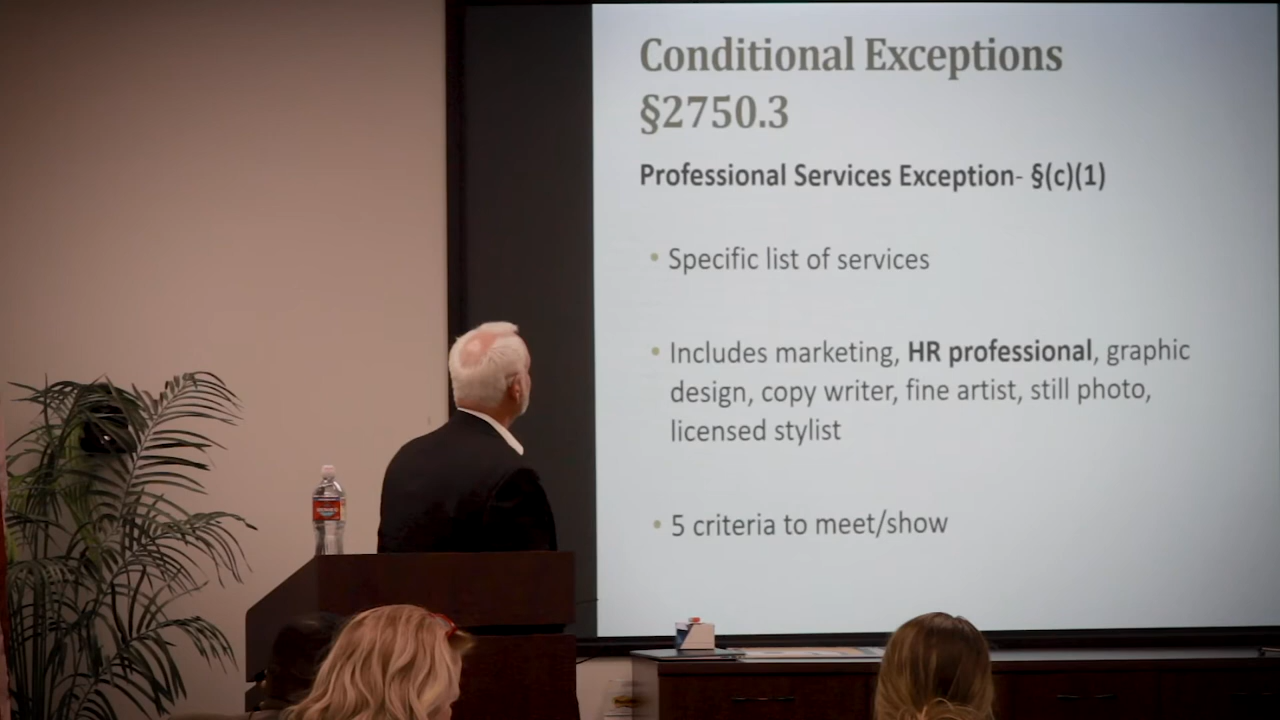 Conditional Exceptions
§2750.3
Professional Services Exception- §(c)(1)
• Specific list of services
• Includes marketing, HR professional, graphic
design, copy writer, fine artist, still photo,
licensed stylist
• 5 criteria to meet/show